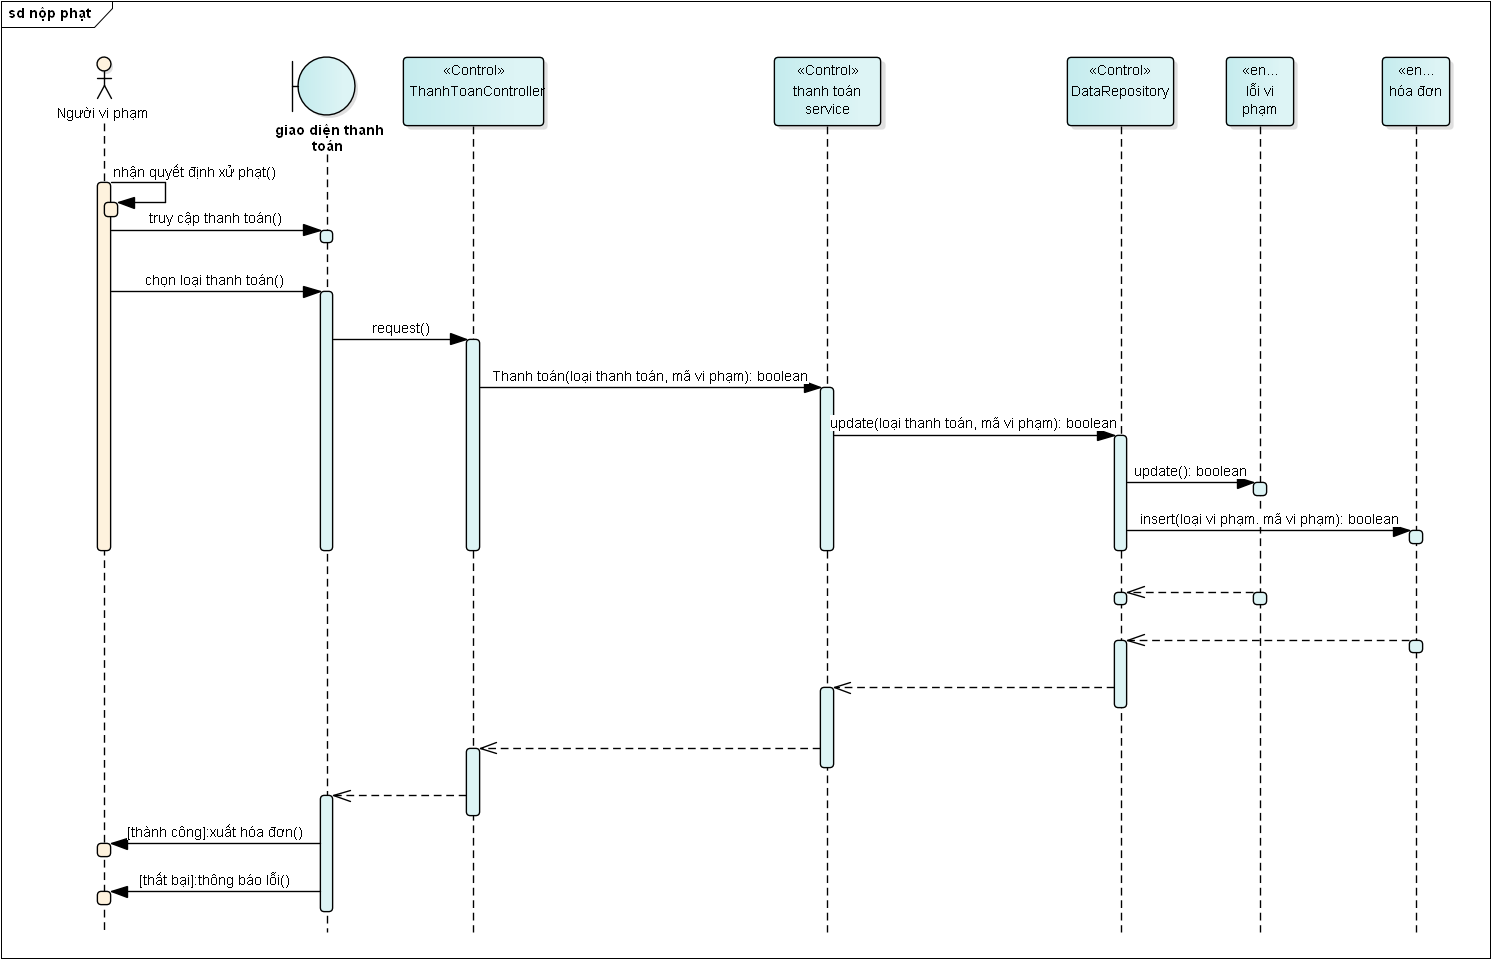 sd nộp phạt
Người vi phạm
giao diện thanh
toán
«Control»
ThanhToanController
«Control»
thanh toán
service
«Control»
DataRepository
«en...
lỗi vi
phạm
«en...
hóa đơn
nhận quyết định xử phạt()
truy cập thanh toán()
chọn loại thanh toán()
request()
Thanh toán(loại thanh toán, mã vi phạm): boolean
update(loại thanh toán, mã vi phạm): boolean
update(): boolean
insert(loại vi phạm. mã vi phạm): boolean
[thành công]:xuất hóa đơn()
[thất bại]:thông báo lỗi()